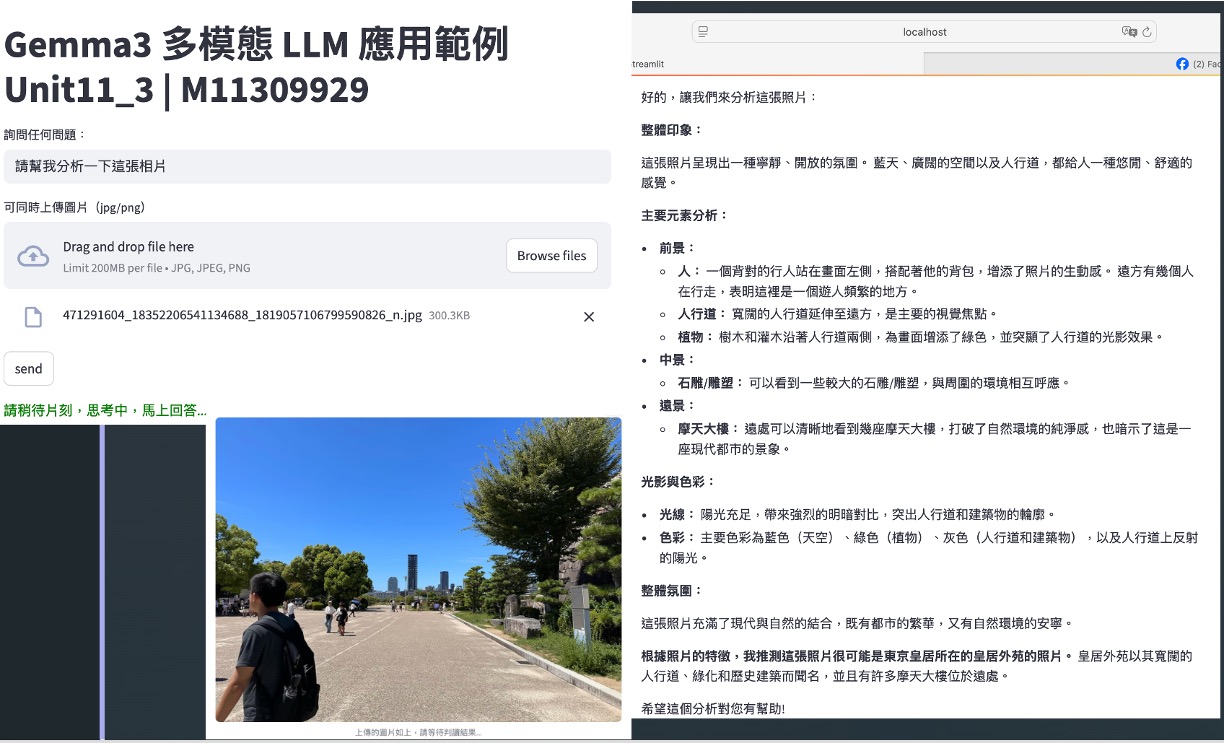 Gemma3 多模態 LLM 應用範例
Unit11_3 | M11309929
詢問任何問題：
請幫我分析一下這張相片
可同時上傳圖片（jpg/png）
Drag and drop file here
Limit 200MB per file • JPG, JPEG, PNG
Browse files
471291604_18352206541134688_1819057106799590826_n.jpg 300.3KB
send
請稍待片刻，思考中，馬上回答...
上傳的圖片如上，請等待判讀結果...
localhost
treamlit
(2) Fac
好的，讓我們來分析這張照片：
整體印象：
這張照片呈現出一種寧靜、開放的氛圍。 藍天、廣闊的空間以及人行道，都給人一種悠閒、舒適的
感覺。
主要元素分析：
• 前景：
◦ 人： 一個背對的行人站在畫面左側，搭配著他的背包，增添了照片的生動感。 遠方有幾個人
在行走，表明這裡是一個遊人頻繁的地方。
◦ 人行道： 寬闊的人行道延伸至遠方，是主要的視覺焦點。
◦ 植物： 樹木和灌木沿著人行道兩側，為畫面增添了綠色，並突顯了人行道的光影效果。
• 中景：
◦ 石雕/雕塑： 可以看到一些較大的石雕/雕塑，與周圍的環境相互呼應。
• 遠景：
◦ 摩天大樓： 遠處可以清晰地看到幾座摩天大樓，打破了自然環境的純淨感，也暗示了這是一
座現代都市的景象。
光影與色彩：
• 光線： 陽光充足，帶來強烈的明暗對比，突出人行道和建築物的輪廓。
• 色彩： 主要色彩為藍色（天空）、綠色（植物）、灰色（人行道和建築物），以及人行道上反射
的陽光。
整體氛圍：
這張照片充滿了現代與自然的結合，既有都市的繁華，又有自然環境的安寧。
根據照片的特徵，我推測這張照片很可能是東京皇居所在的皇居外苑的照片。 皇居外苑以其寬闊的
人行道、綠化和歷史建築而聞名，並且有許多摩天大樓位於遠處。
希望這個分析對您有幫助!